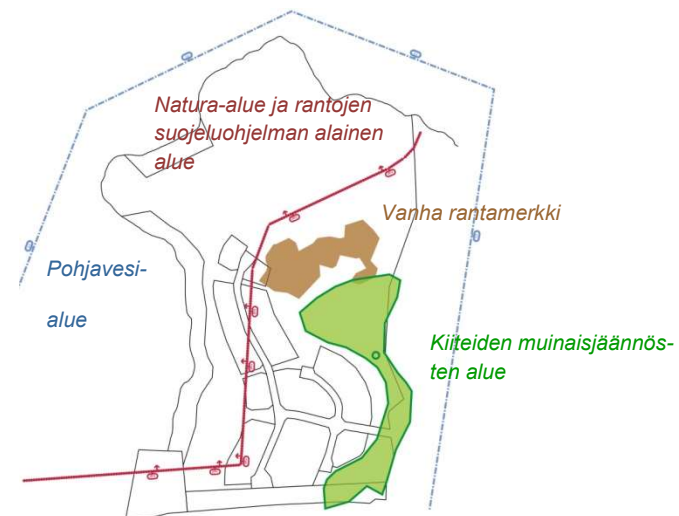 Natura-alue ja rantojen
suojeluohjelman alainen
alue
Vanha rantamerkki
Pohjavesi-
alue
Kiiteiden muinaisjäännös-
ten alue